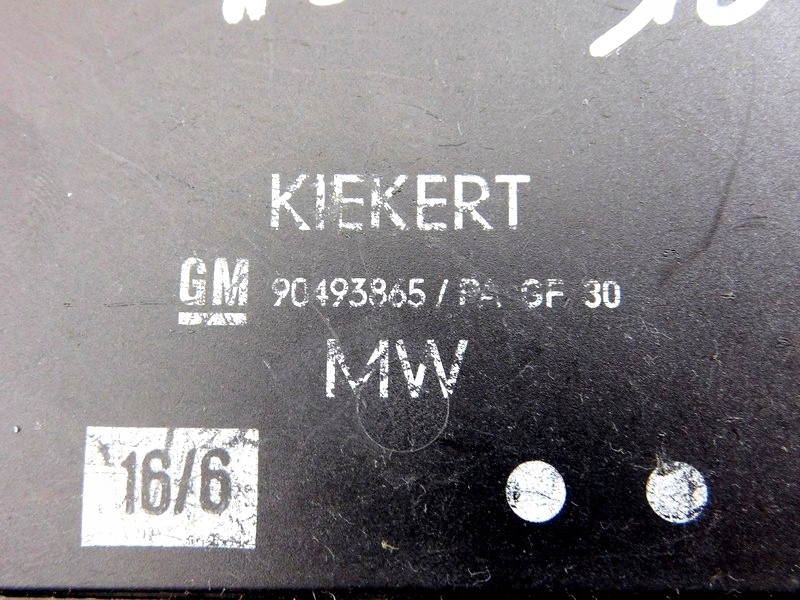 KIEKERT
GM 90493865 / PA GF 30
MW
16/6